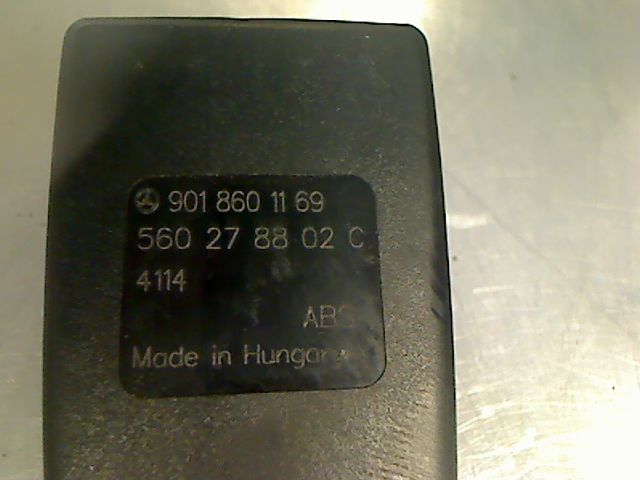 901 860 11 69
560 27 88 02 C
4114
ABS
Made in Hungary